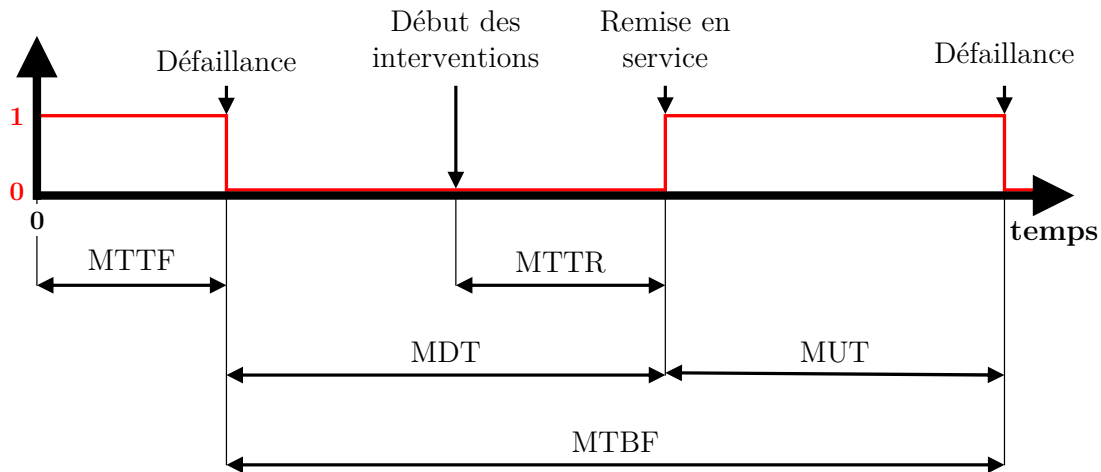 Début des
interventions
Remise en
service
Défaillance
Défaillance
1
0
0
temps
MTTF
MTTR
MDT
MUT
MTBF